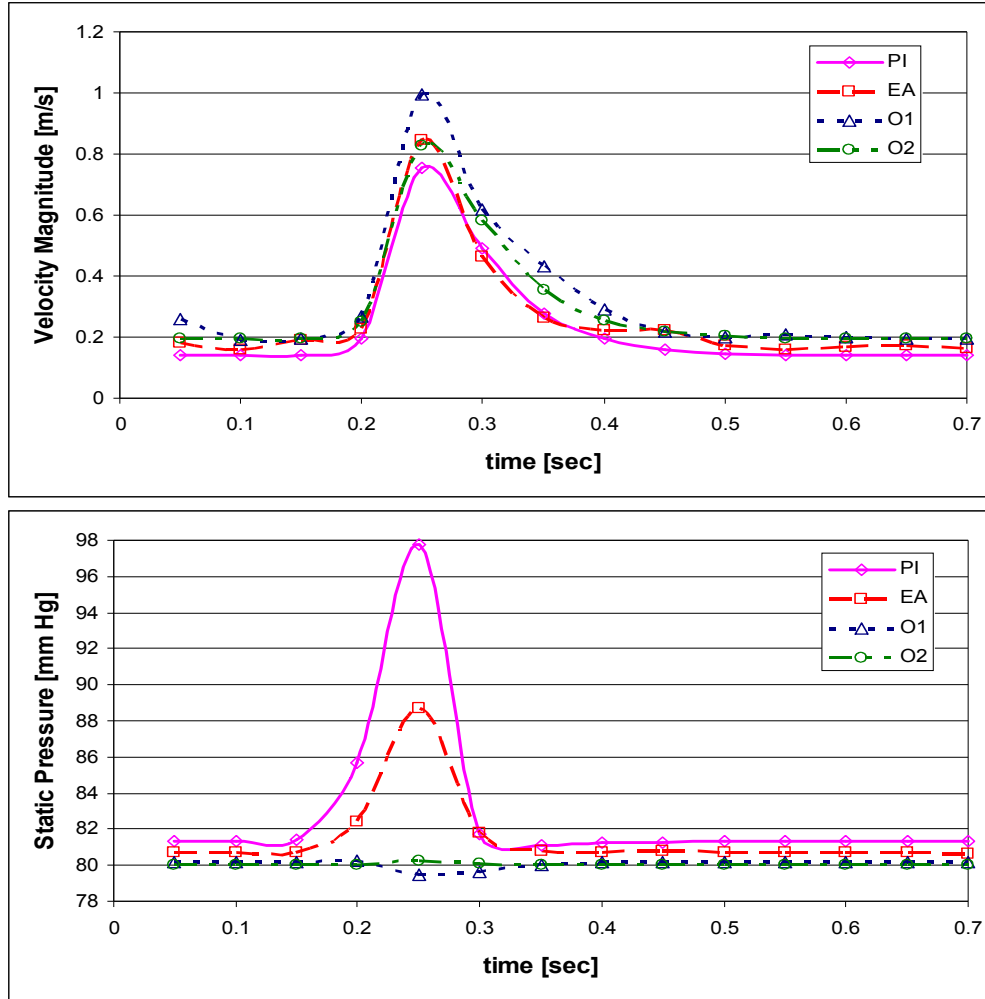 1.2
1
0.8
0.6
0.4
0.2
0
Velocity Magnitude [m/s]
PI
EA
O1
O2
0 0.1 0.2 0.3 0.4 0.5 0.6 0.7
time [sec]
98
96
94
92
90
88
86
84
82
80
78
Static Pressure [mm Hg]
PI
EA
O1
O2
0 0.1 0.2 0.3 0.4 0.5 0.6 0.7
time [sec]